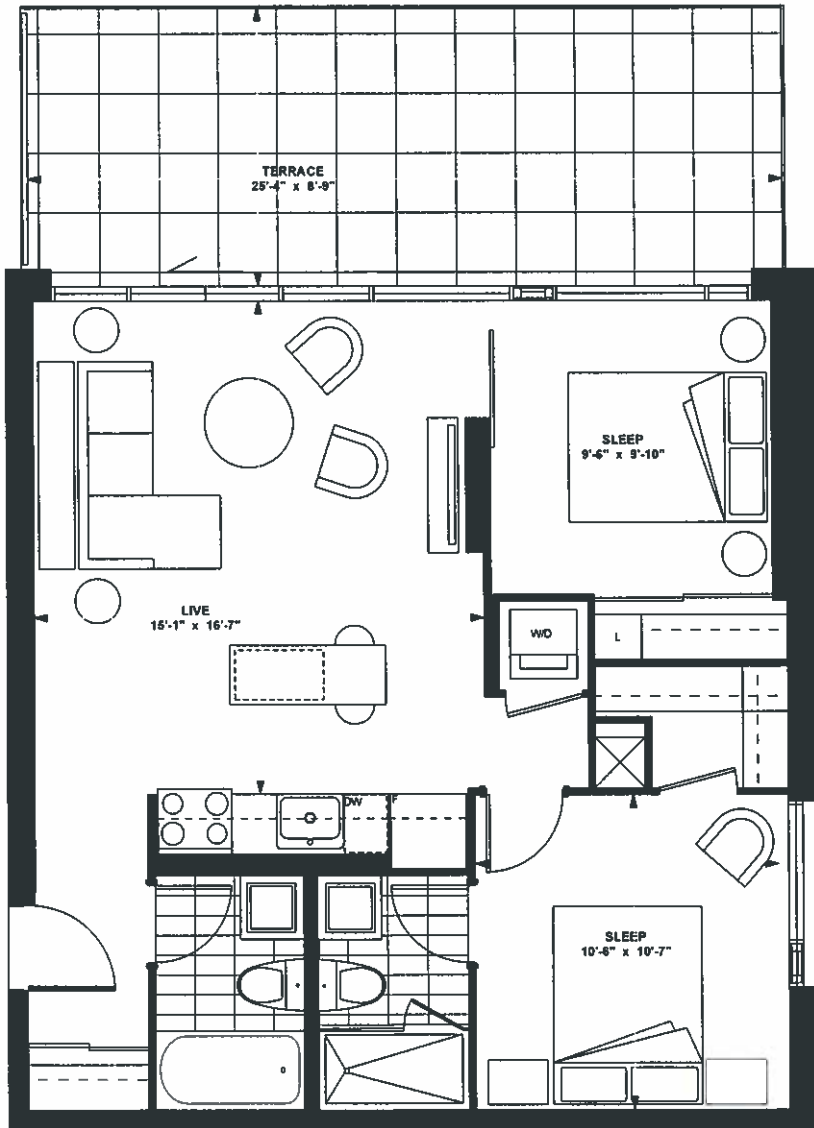 TERRACE
25'-4" x 8'-9"
SLEEP
9'-6" x 9'-10"
LIVE
15'-1" x 16'-7"
W/D
L
DW
F
SLEEP
10'-6" x 10'-7"